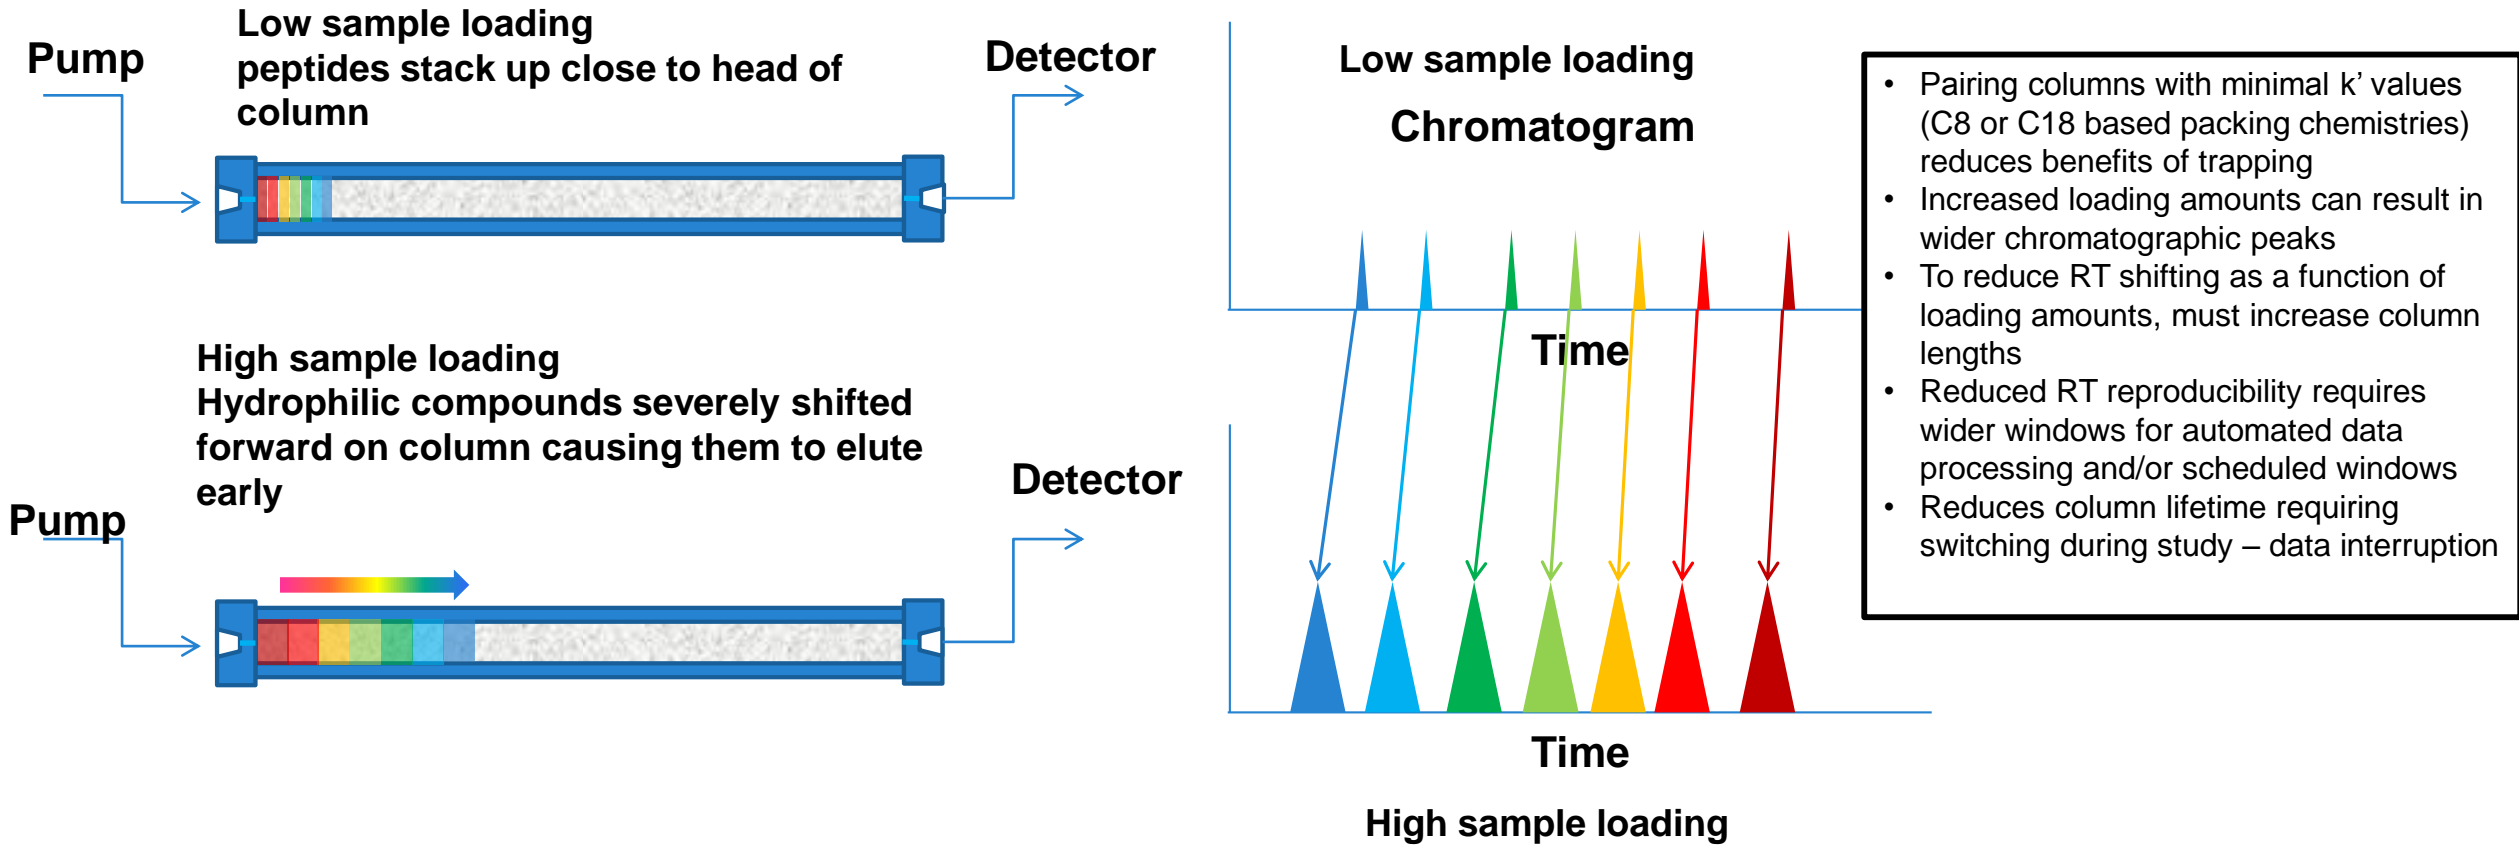 Pump
Low sample loading
peptides stack up close to head of
column
Detector
High sample loading
Hydrophilic compounds severely shifted
forward on column causing them to elute
early
Pump
Detector
Low sample loading
Chromatogram
Time
Time
High sample loading
• Pairing columns with minimal k’ values
(C8 or C18 based packing chemistries)
reduces benefits of trapping
• Increased loading amounts can result in
wider chromatographic peaks
• To reduce RT shifting as a function of
loading amounts, must increase column
lengths
• Reduced RT reproducibility requires
wider windows for automated data
processing and/or scheduled windows
• Reduces column lifetime requiring
switching during study – data interruption